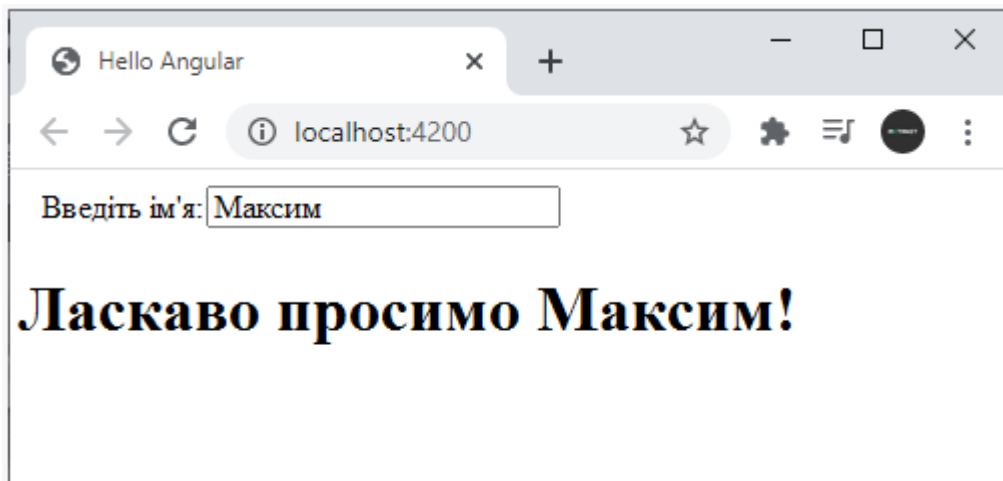 Hello Angular
localhost:4200
Введіть ім'я: Максим
Ласкаво просимо Максим!